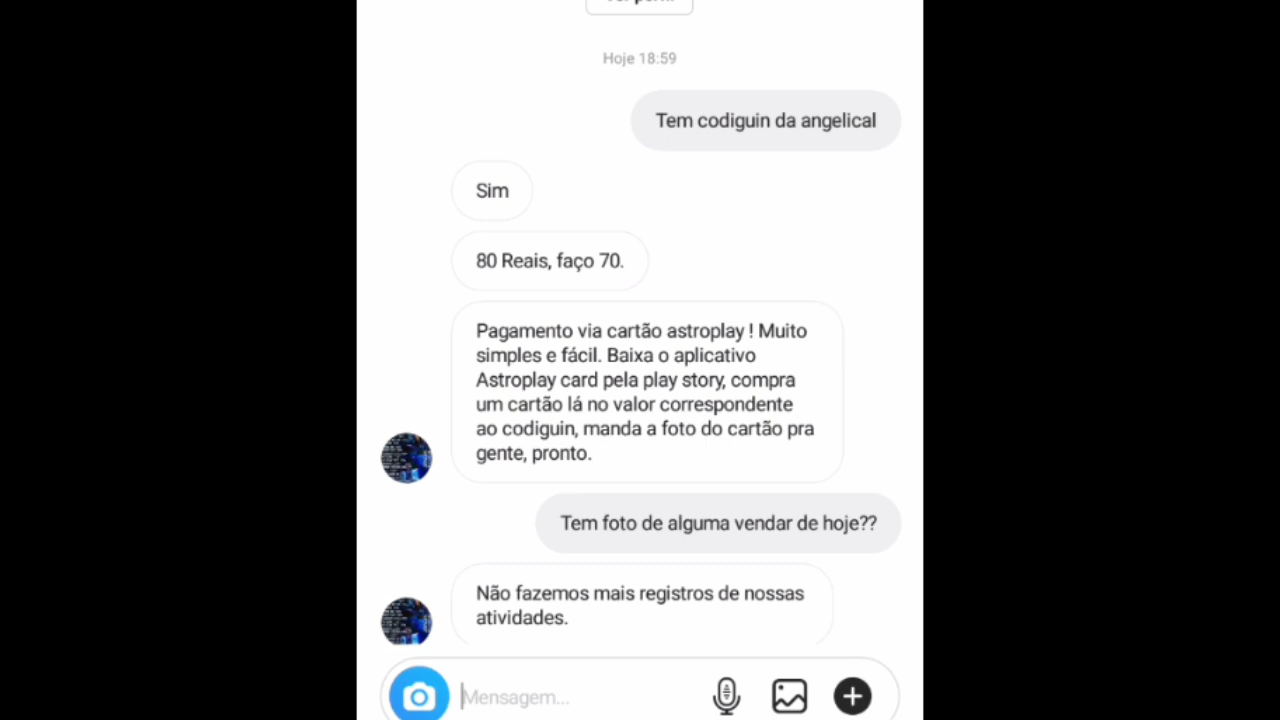 Hoje 18:59
Tem codiguin da angelical
Sim
80 Reais, faço 70.
Pagamento via cartão astroplay ! Muito
simples e fácil. Baixa o aplicativo
Astroplay card pela play story, compra
um cartão lá no valor correspondente
ao codiguin, manda a foto do cartão pra
gente, pronto.
Tem foto de alguma vendar de hoje??
Não fazemos mais registros de nossas
atividades.
Mensagem...